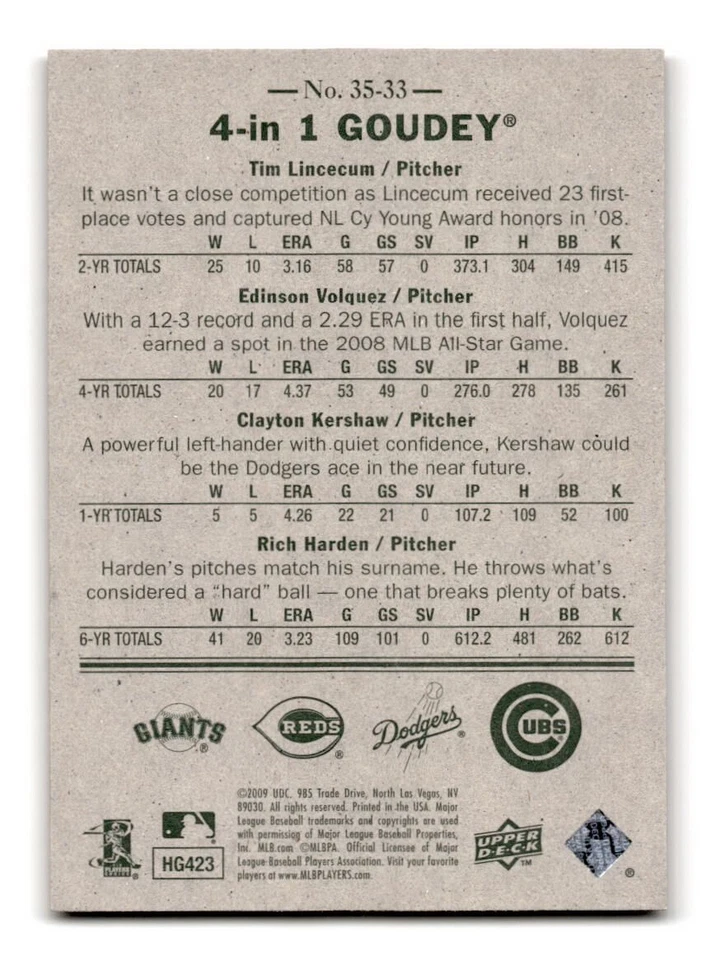 No. 35-33
4-in 1 GOUDEY®
Tim Lincecum / Pitcher
It wasn't a close competition as Lincecum received 23 first-
place votes and captured NL Cy Young Award honors in '08.
W L ERA G GS SV IP H BB K
2-YR TOTALS 25 10 3.16 58 57 0 373.1 304 149 415
Edinson Volquez / Pitcher
With a 12-3 record and a 2.29 ERA in the first half, Volquez
earned a spot in the 2008 MLB All-Star Game.
W L ERA G GS SV IP H BB K
4-YR TOTALS 20 17 4.37 53 49 0 276.0 278 135 261
Clayton Kershaw / Pitcher
A powerful left-hander with quiet confidence, Kershaw could
be the Dodgers ace in the near future.
W L ERA G GS SV IP H BB K
1-YR TOTALS 5 5 4.26 22 21 0 107.2 109 52 100
Rich Harden / Pitcher
Harden's pitches match his surname. He throws what's
considered a "hard" ball — one that breaks plenty of bats.
W L ERA G GS SV IP H BB K
6-YR TOTALS 41 20 3.23 109 101 0 612.2 481 262 612
GIANTS® REDS® Dodgers® CUBS®
©2009 UDC. 985 Trade Drive, North Las Vegas, NV
89030. All rights reserved. Printed in the USA. Major
League Baseball trademarks and copyrights are used
with permission of Major League Baseball Properties,
Inc. MLB.com ©MLBPA. Official Licensee of Major
League Baseball Players Association. Visit your favorite
players at www.MLBPLAYERS.com.
HG423
UPPER
D.E.C.K
TM
®